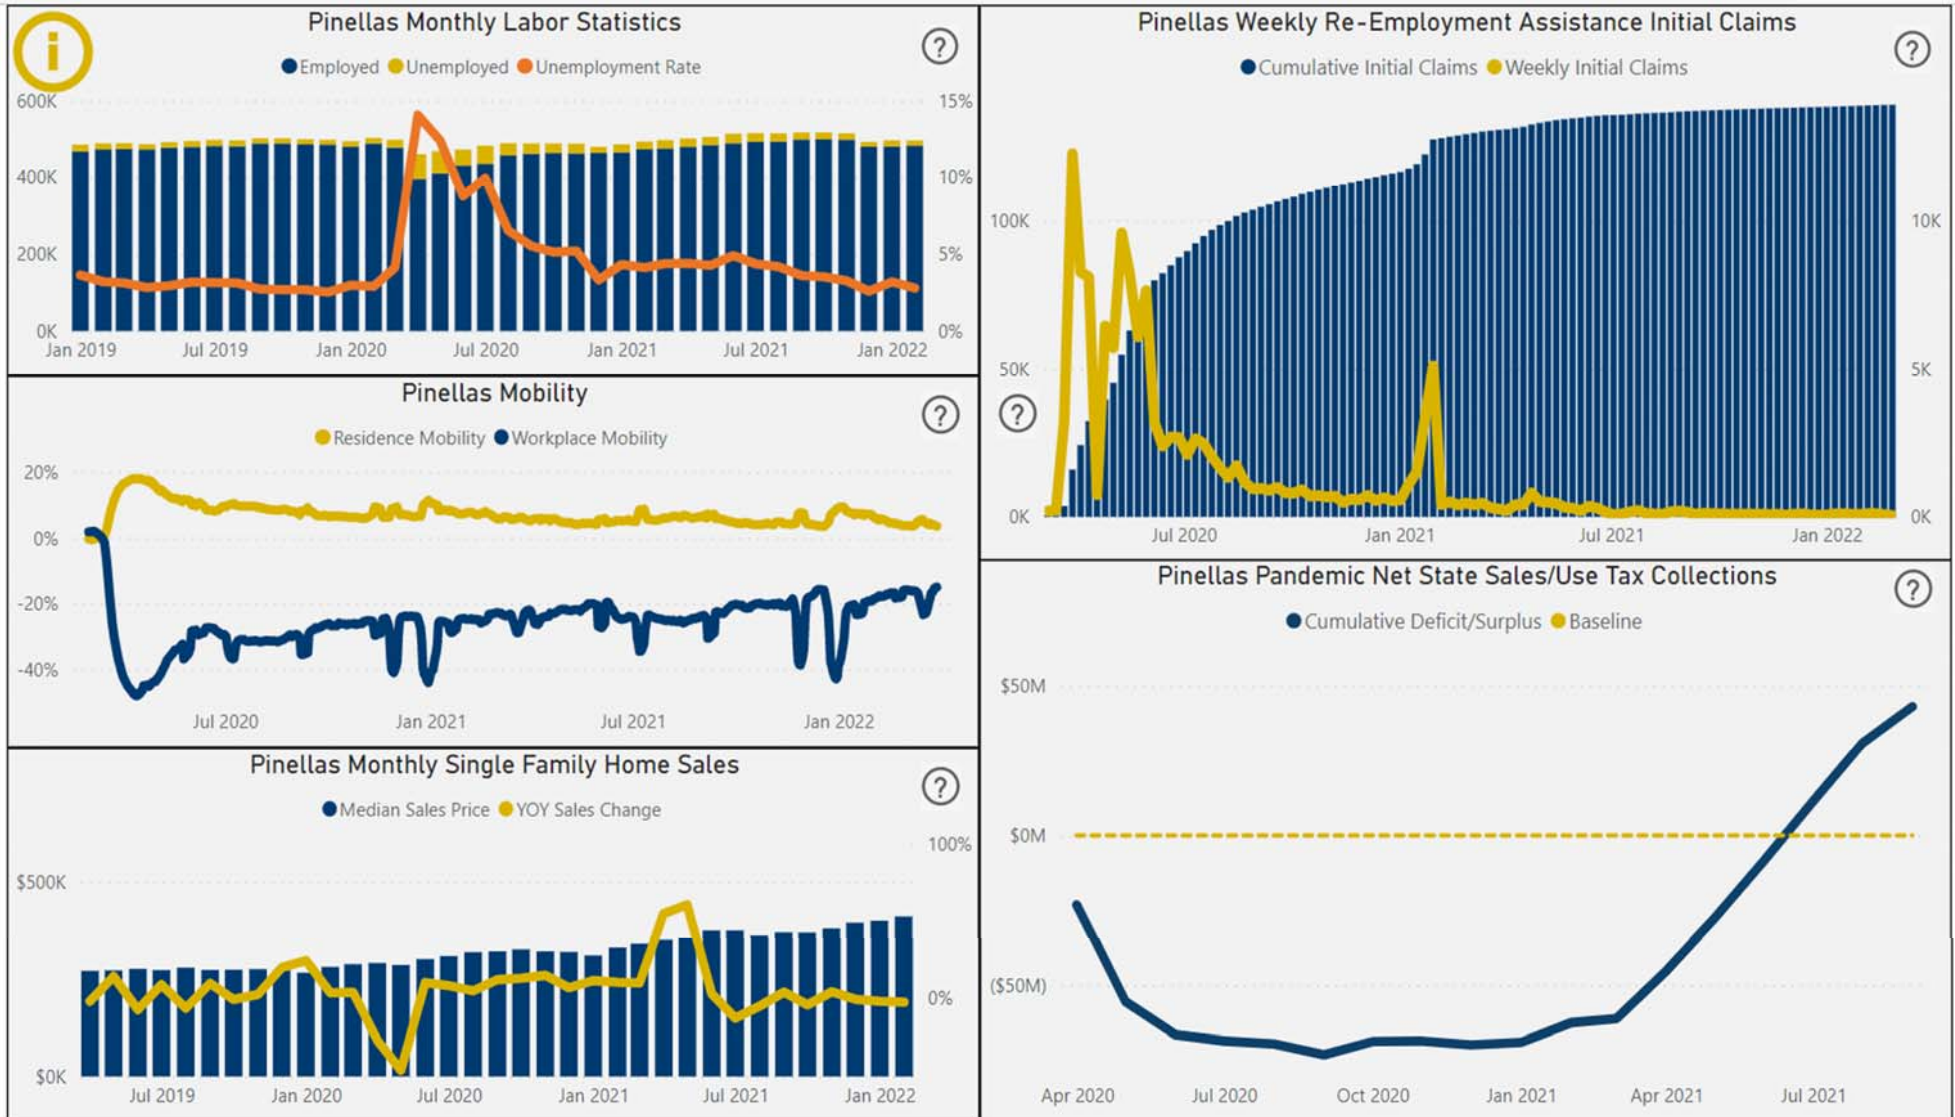 i
Pinellas Monthly Labor Statistics
?
Employed Unemployed Unemployment Rate
600K 15%
400K 10%
200K 5%
0K 0%
Jan 2019 Jul 2019 Jan 2020 Jul 2020 Jan 2021 Jul 2021 Jan 2022
Pinellas Mobility
?
Residence Mobility Workplace Mobility
20%
0%
-20%
-40%
Jul 2020 Jan 2021 Jul 2021 Jan 2022
Pinellas Monthly Single Family Home Sales
?
Median Sales Price YOY Sales Change
100%
$500K
0%
$0K
Jul 2019 Jan 2020 Jul 2020 Jan 2021 Jul 2021 Jan 2022
Pinellas Weekly Re-Employment Assistance Initial Claims
?
Cumulative Initial Claims Weekly Initial Claims
100K 10K
50K 5K
?
0K 0K
Jul 2020 Jan 2021 Jul 2021 Jan 2022
Pinellas Pandemic Net State Sales/Use Tax Collections
?
Cumulative Deficit/Surplus Baseline
$50M
$0M
($50M)
Apr 2020 Jul 2020 Oct 2020 Jan 2021 Apr 2021 Jul 2021